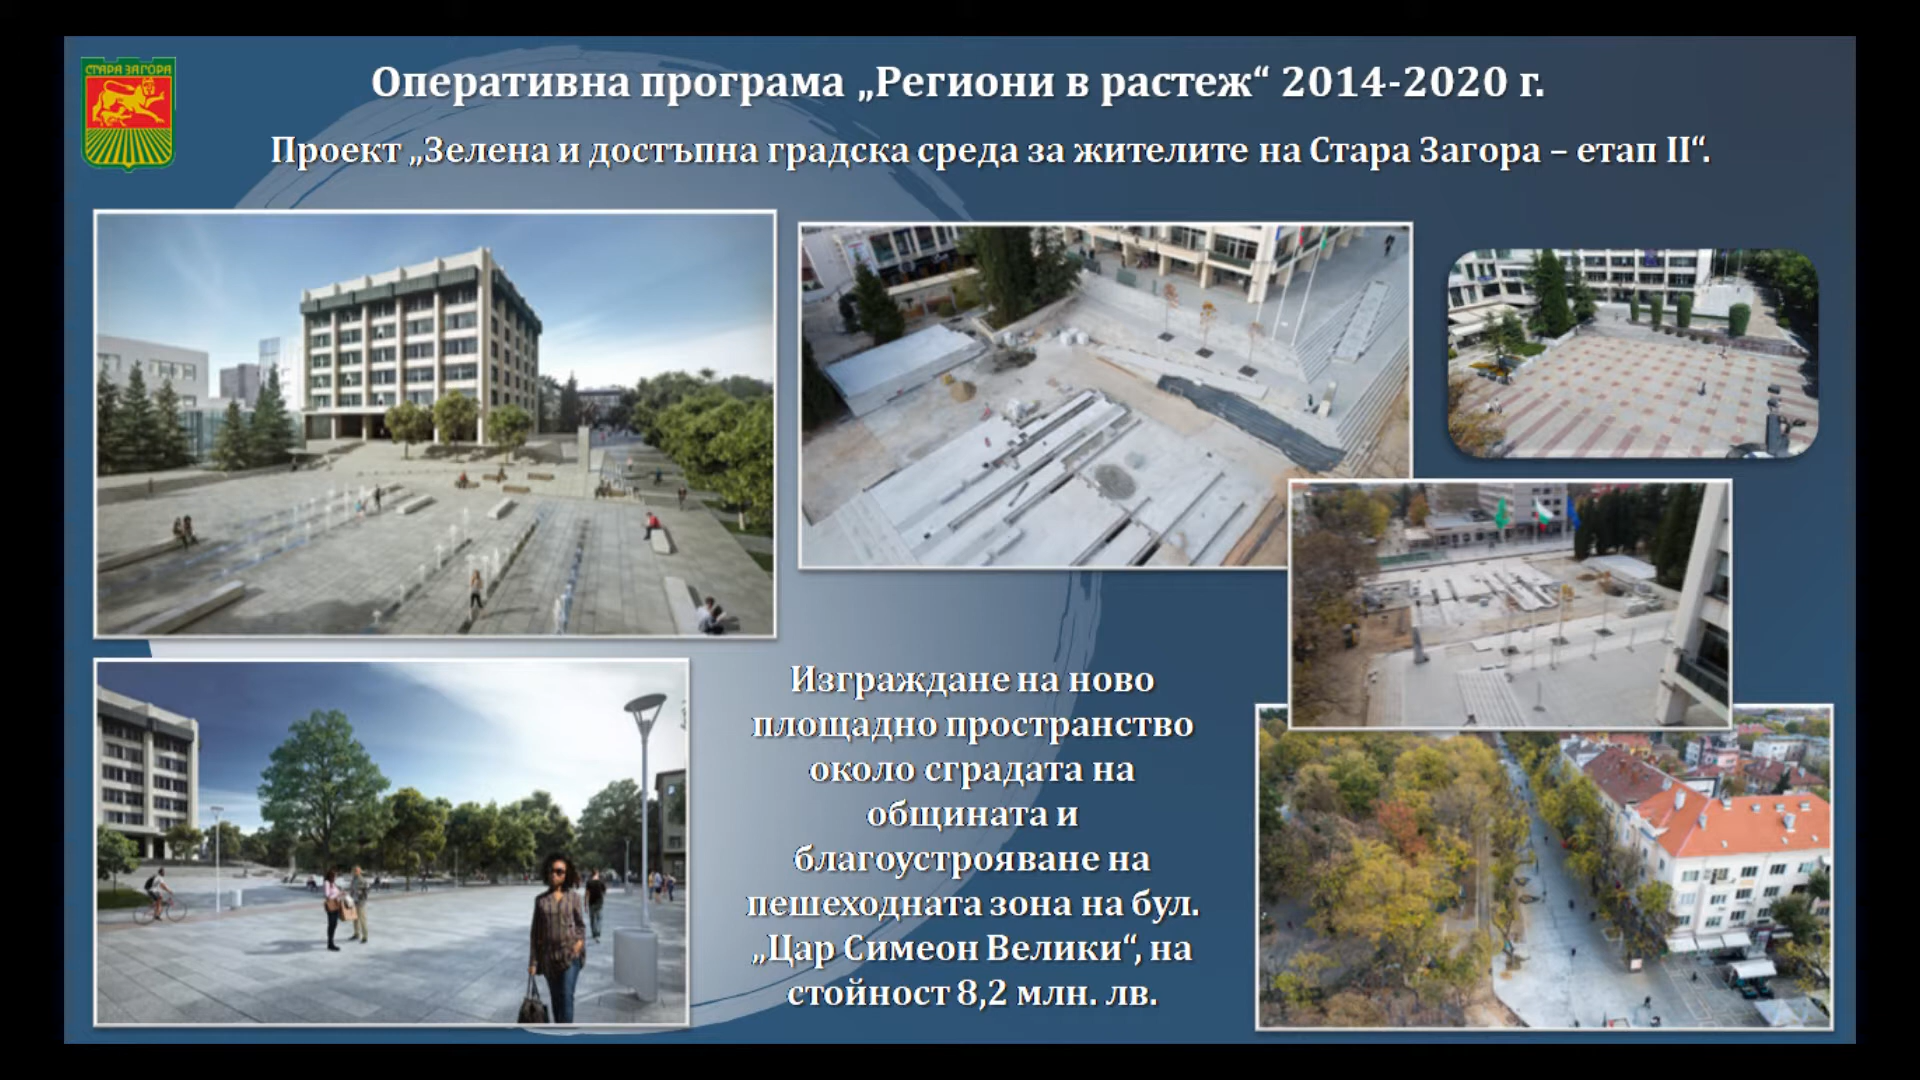 СТАРА ЗАГОРА
Оперативна програма „Региони в растеж“ 2014-2020 г.
Проект „Зелена и достъпна градска среда за жителите на Стара Загора – етап II“.
Изграждане на ново
площадно пространство
около сградата на
общината и
благоустрояване на
пешеходната зона на бул.
„Цар Симеон Велики“, на
стойност 8,2 млн. лв.